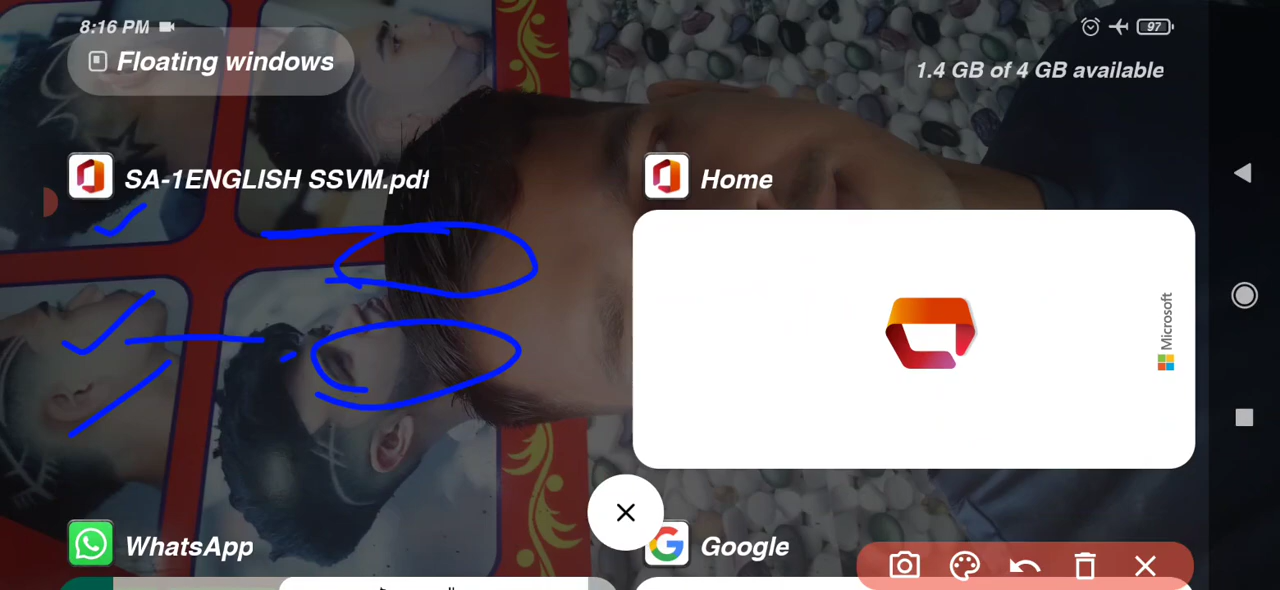 8:16 PM
97
Floating windows
1.4 GB of 4 GB available
SA-1ENGLISH SSVM.pdf
Home
Microsoft
WhatsApp
Google